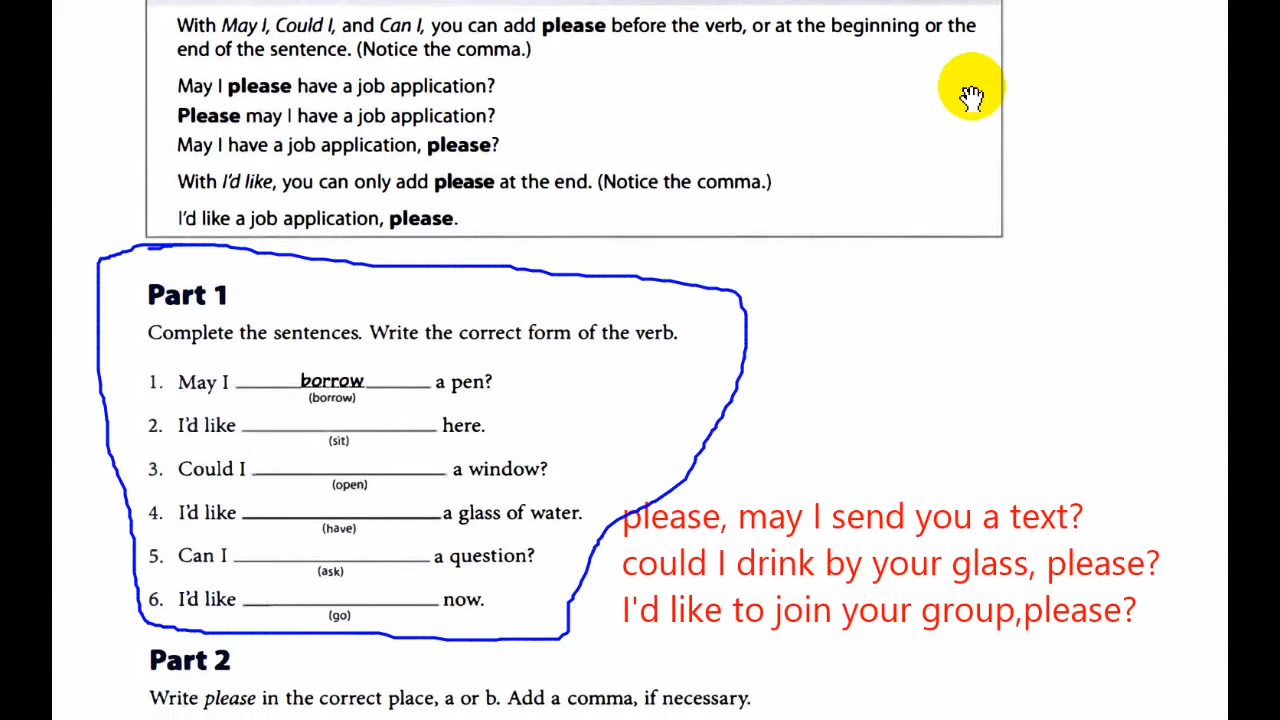 With May I, Could I, and Can I, you can add please before the verb, or at the beginning or the
end of the sentence. (Notice the comma.)
May I please have a job application?
Please may I have a job application?
May I have a job application, please?
With I'd like, you can only add please at the end. (Notice the comma.)
I'd like a job application, please.
Part 1
Complete the sentences. Write the correct form of the verb.
1. May I ____borrow____ a pen?
(borrow)
2. I'd like ____________ here.
(sit)
3. Could I ____________ a window?
(open)
4. I'd like ____________ a glass of water.
(have)
5. Can I ____________ a question?
(ask)
6. I'd like ____________ now.
(go)
please, may I send you a text?
could I drink by your glass, please?
I'd like to join your group,please?
Part 2
Write please in the correct place, a or b. Add a comma, if necessary.